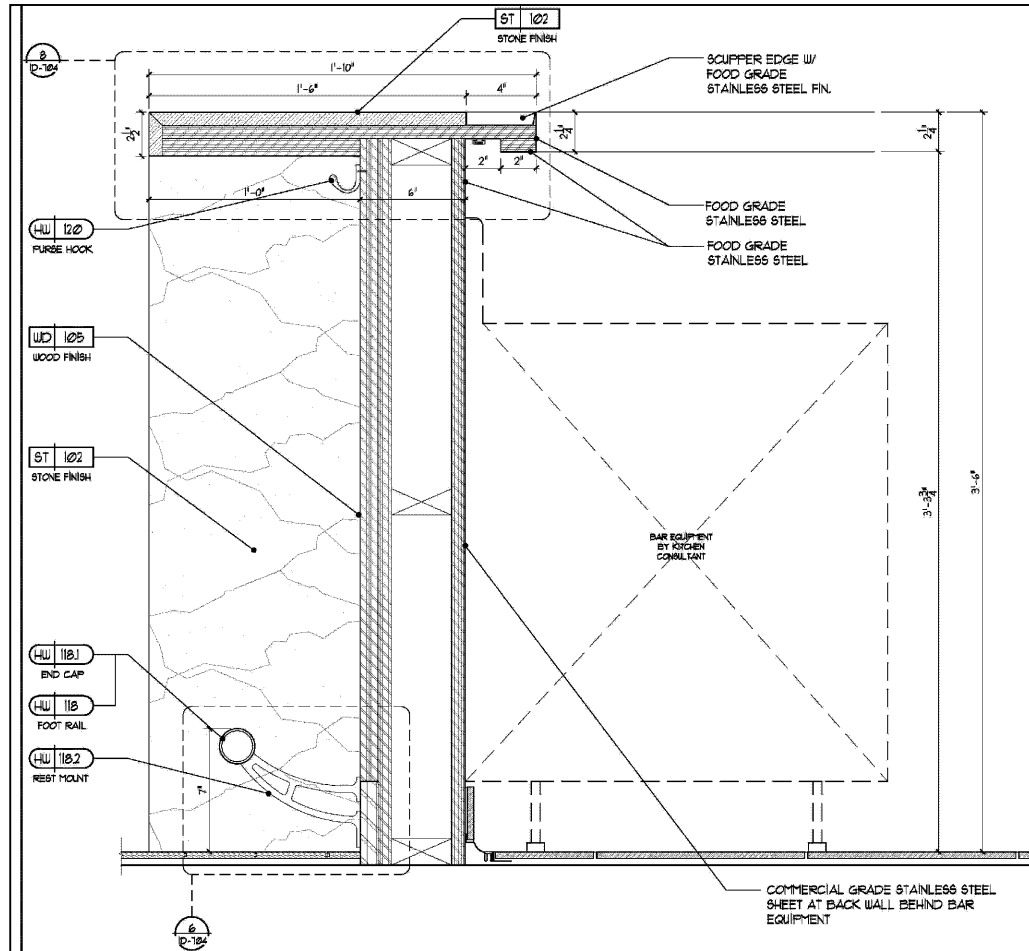 ST 102
STONE FINISH
8
ID-704
1'-10"
SCUPPER EDGE W/
FOOD GRADE
STAINLESS STEEL FIN.
1'-6"
4"
2 1/2"
2 1/4"
2 1/4"
2"
2"
1'-0"
6"
HW 120
PURSE HOOK
FOOD GRADE
STAINLESS STEEL
FOOD GRADE
STAINLESS STEEL
WD 105
WOOD FINISH
ST 102
STONE FINISH
3'-3 3/4"
3'-6"
BAR EQUIPMENT
BY KITCHEN
CONSULTANT
HW 118.1
END CAP
HW 118
FOOT RAIL
HW 118.2
REST MOUNT
7"
COMMERCIAL GRADE STAINLESS STEEL
SHEET AT BACK WALL BEHIND BAR
EQUIPMENT
6
ID-704